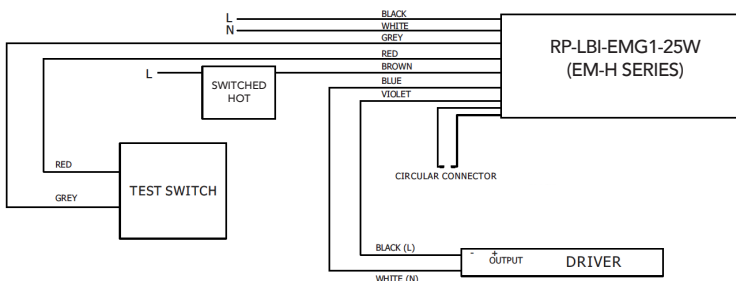 L
BLACK
N
WHITE
GREY
RED
L
BROWN
BLUE
VIOLET
SWITCHED
HOT
RP-LBI-EMG1-25W
(EM-H SERIES)
CIRCULAR CONNECTOR
RED
GREY
TEST SWITCH
BLACK (L)
WHITE (N)
- +
OUTPUT
DRIVER